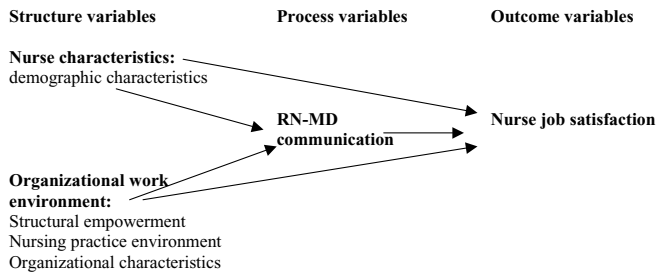 Structure variables
Process variables
Outcome variables
Nurse characteristics:
demographic characteristics
RN-MD
communication
Nurse job satisfaction
Organizational work
environment:
Structural empowerment
Nursing practice environment
Organizational characteristics